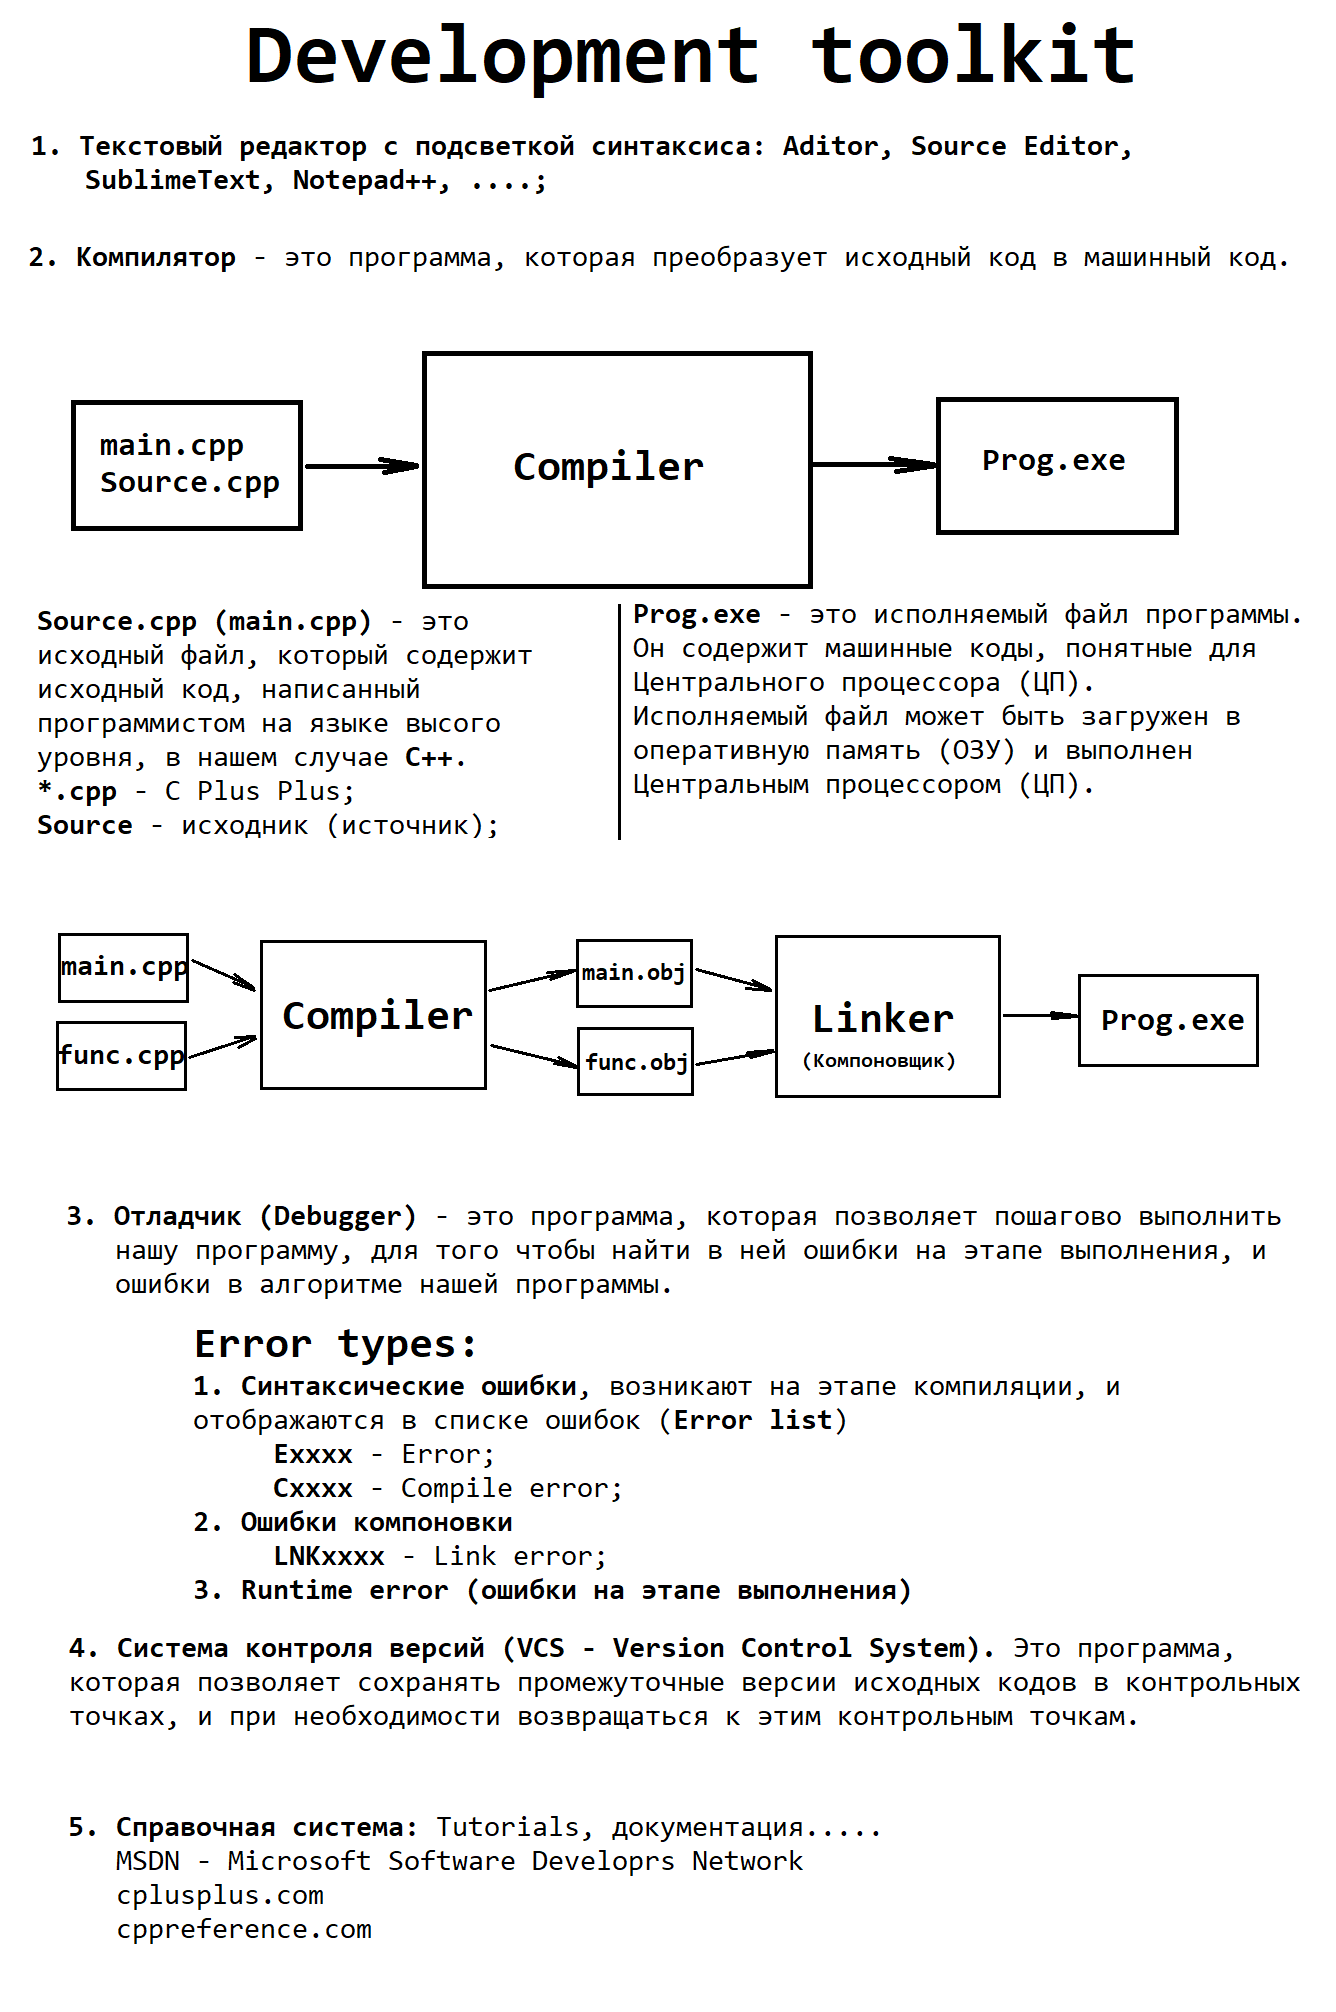 Development toolkit
1. Текстовый редактор с подсветкой синтаксиса: Aditor, Source Editor,
SublimeText, Notepad++, ....;
2. Компилятор - это программа, которая преобразует исходный код в машинный код.
main.cpp
Source.cpp
Compiler
Prog.exe
Source.cpp (main.cpp) - это
исходный файл, который содержит
исходный код, написанный
программистом на языке высого
уровня, в нашем случае C++.
*.cpp - C Plus Plus;
Source - исходник (источник);
Prog.exe - это исполняемый файл программы.
Он содержит машинные коды, понятные для
Центрального процессора (ЦП).
Исполняемый файл может быть загружен в
оперативную память (ОЗУ) и выполнен
Центральным процессором (ЦП).
main.cpp
func.cpp
Compiler
main.obj
func.obj
Linker
(Компоновщик)
Prog.exe
3. Отладчик (Debugger) - это программа, которая позволяет пошагово выполнить
нашу программу, для того чтобы найти в ней ошибки на этапе выполнения, и
ошибки в алгоритме нашей программы.
Error types:
1. Синтаксические ошибки, возникают на этапе компиляции, и
отображаются в списке ошибок (Error list)
Exxxx - Error;
Cxxxx - Compile error;
2. Ошибки компоновки
LNKxxxx - Link error;
3. Runtime error (ошибки на этапе выполнения)
4. Система контроля версий (VCS - Version Control System). Это программа,
которая позволяет сохранять промежуточные версии исходных кодов в контрольных
точках, и при необходимости возвращаться к этим контрольным точкам.
5. Справочная система: Tutorials, документация.....
MSDN - Microsoft Software Developrs Network
cplusplus.com
cppreference.com